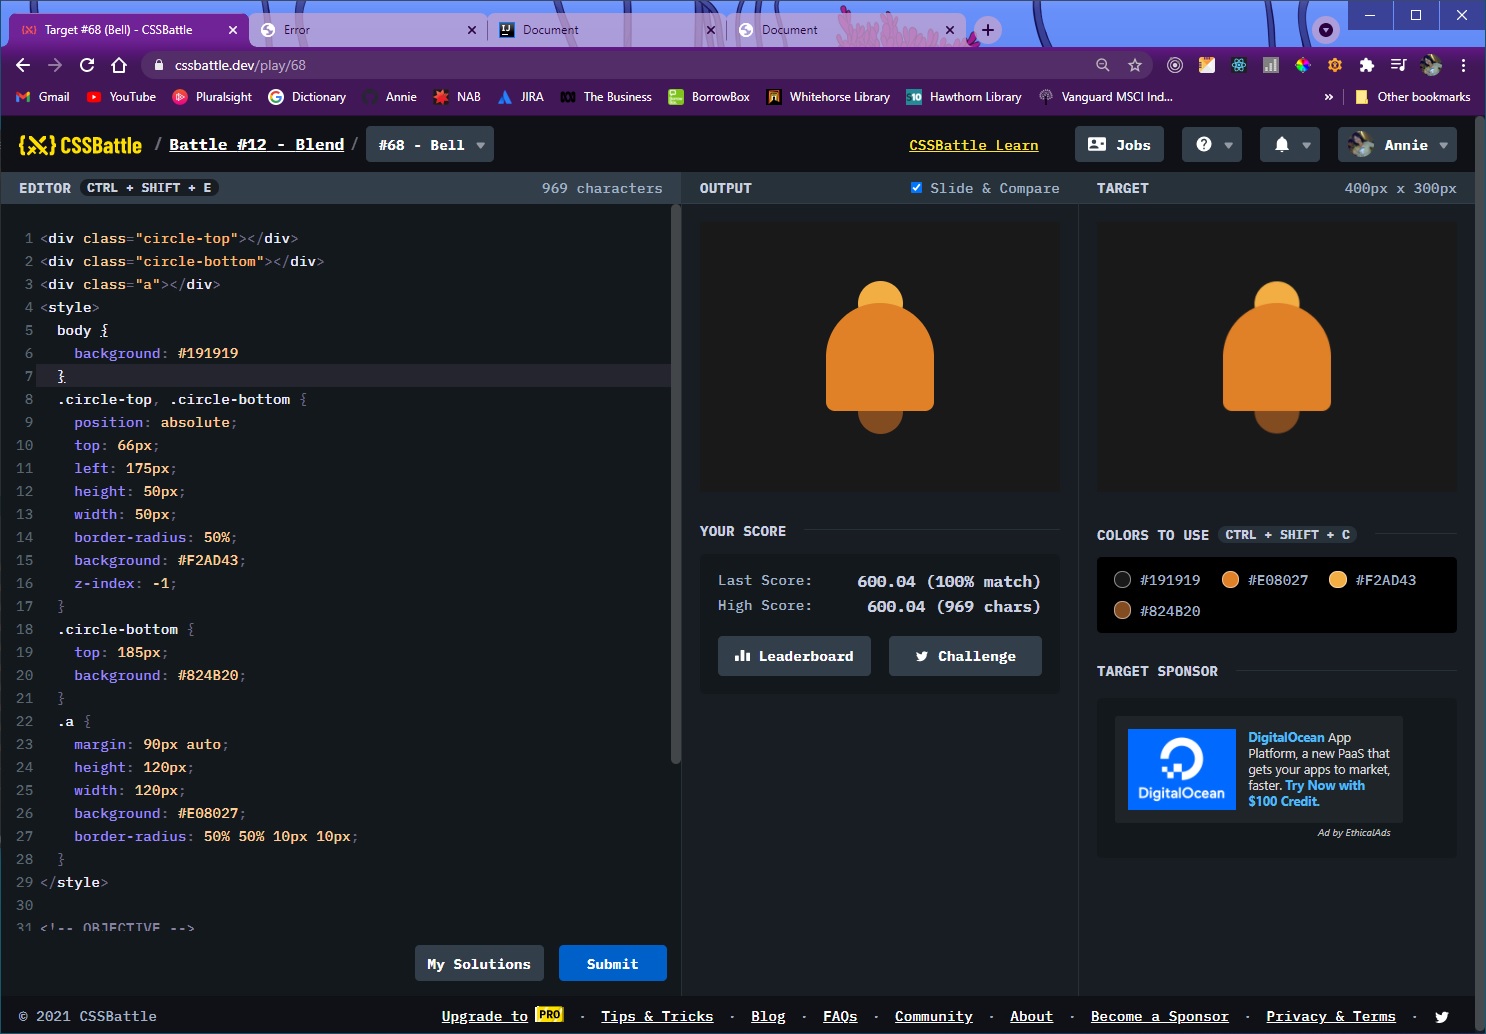 Target #68 (Bell) - CSSBattle
Error
Document
Document
cssbattle.dev/play/68
Gmail YouTube Pluralsight Dictionary Annie NAB JIRA The Business BorrowBox Whitehorse Library Hawthorn Library Vanguard MSCI Ind... » Other bookmarks
CSSBattle / Battle #12 - Blend / #68 - Bell CSSBattle Learn Jobs Annie
EDITOR CTRL + SHIFT + E 969 characters
OUTPUT Slide & Compare
TARGET 400px x 300px
1 <div class="circle-top"></div>
2 <div class="circle-bottom"></div>
3 <div class="a"></div>
4 <style>
5 body {
6 background: #191919
7 }
8 .circle-top, .circle-bottom {
9 position: absolute;
10 top: 66px;
11 left: 175px;
12 height: 50px;
13 width: 50px;
14 border-radius: 50%;
15 background: #F2AD43;
16 z-index: -1;
17 }
18 .circle-bottom {
19 top: 185px;
20 background: #824B20;
21 }
22 .a {
23 margin: 90px auto;
24 height: 120px;
25 width: 120px;
26 background: #E08027;
27 border-radius: 50% 50% 10px 10px;
28 }
29 </style>
30
31 <!-- OBJECTIVE -->
My Solutions Submit
YOUR SCORE
Last Score: 600.04 (100% match)
High Score: 600.04 (969 chars)
Leaderboard Challenge
COLORS TO USE CTRL + SHIFT + C
#191919 #E08027 #F2AD43
#824B20
TARGET SPONSOR
DigitalOcean
DigitalOcean App
Platform, a new PaaS that
gets your apps to market,
faster. Try Now with
$100 Credit.
Ad by EthicalAds
© 2021 CSSBattle Upgrade to PRO · Tips & Tricks · Blog · FAQs · Community · About · Become a Sponsor · Privacy & Terms ·